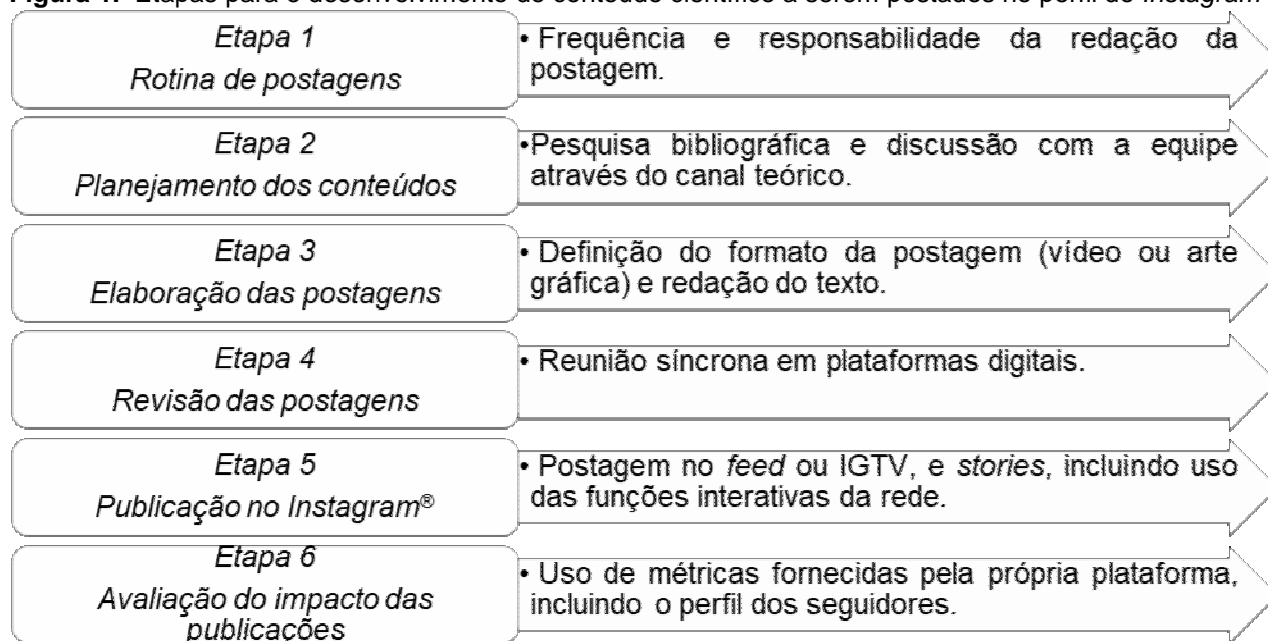 Figura 1. Etapas para o desenvolvimento do conteúdo científico a serem postados no perfil do Instagram
Etapa 1
Rotina de postagens
• Frequência e responsabilidade da redação da
postagem.
Etapa 2
Planejamento dos conteúdos
•Pesquisa bibliográfica e discussão com a equipe
através do canal teórico.
Etapa 3
Elaboração das postagens
• Definição do formato da postagem (vídeo ou arte
gráfica) e redação do texto.
Etapa 4
Revisão das postagens
• Reunião síncrona em plataformas digitais.
Etapa 5
Publicação no Instagram®
• Postagem no feed ou IGTV, e stories, incluindo uso
das funções interativas da rede.
Etapa 6
Avaliação do impacto das
publicações
• Uso de métricas fornecidas pela própria plataforma,
incluindo o perfil dos seguidores.